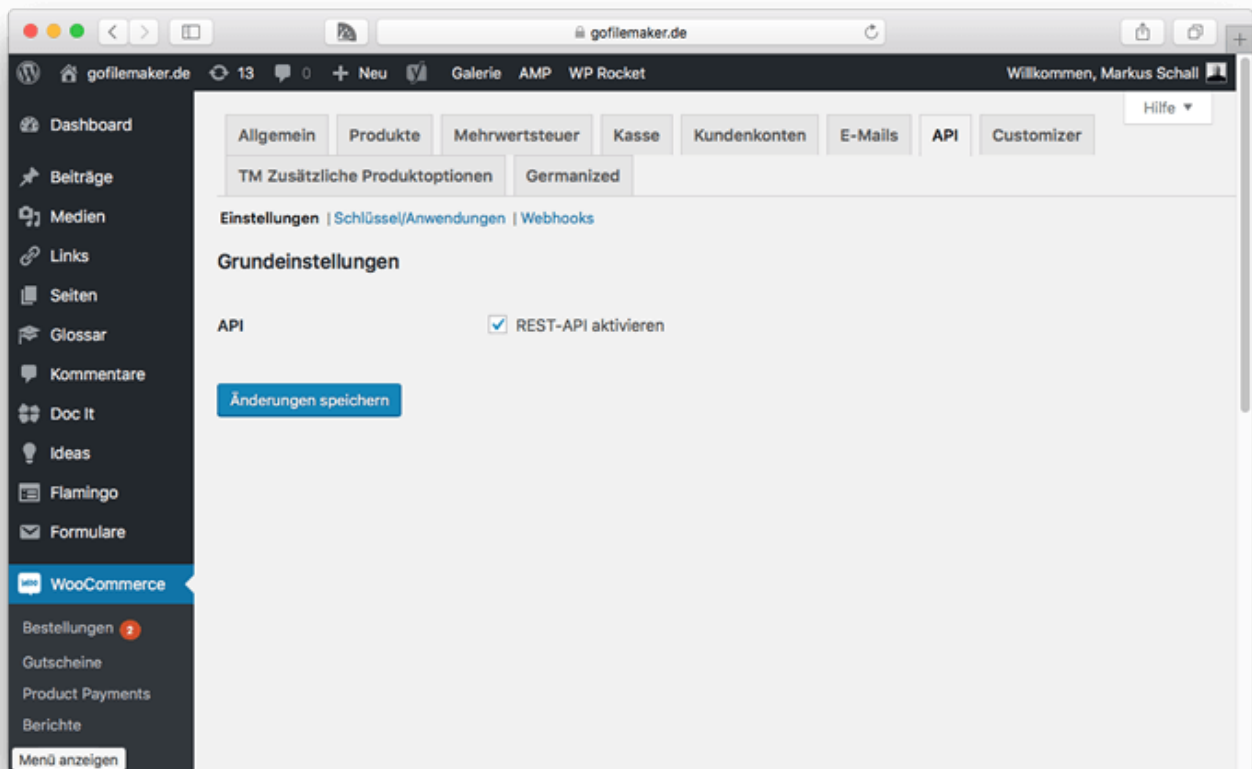 gofilemaker.de
gofilemaker.de 13 0 + Neu Galerie AMP WP Rocket Willkommen, Markus Schall
Hilfe ▼
Dashboard
Beiträge
Medien
Links
Seiten
Glossar
Kommentare
Doc It
Ideas
Flamingo
Formulare
WooCommerce
Bestellungen 2
Gutscheine
Product Payments
Berichte
Menü anzeigen
Allgemein Produkte Mehrwertsteuer Kasse Kundenkonten E-Mails API Customizer
TM Zusätzliche Produktoptionen Germanized
Einstellungen | Schlüssel/Anwendungen | Webhooks
Grundeinstellungen
API REST-API aktivieren
Änderungen speichern